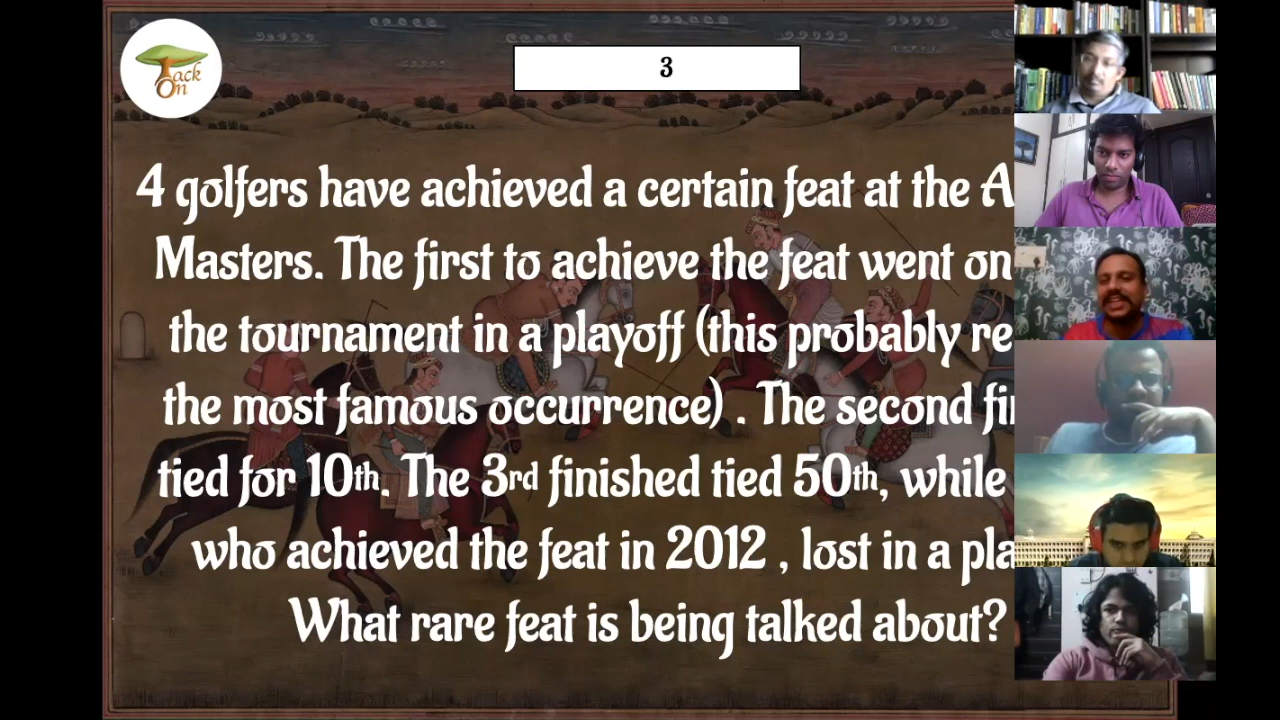 Tack
On
3
4 golfers have achieved a certain feat at the A
Masters. The first to achieve the feat went on
the tournament in a playoff (this probably re
the most famous occurrence) . The second fi
tied for 10th. The 3rd finished tied 50th, while
who achieved the feat in 2012 , lost in a pla
What rare feat is being talked about?